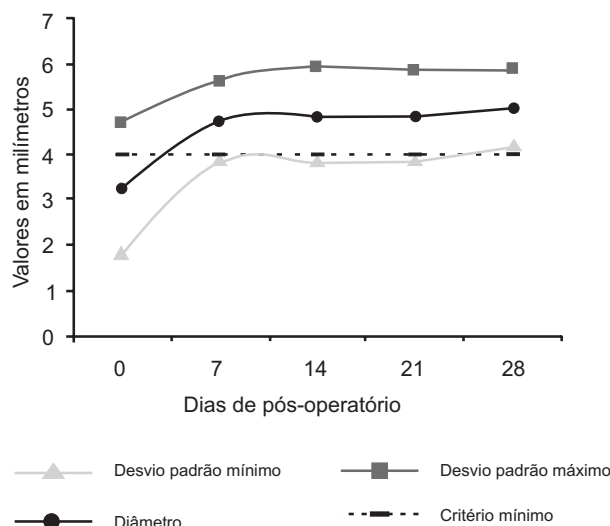 7
6
5
4
3
2
1
0
Valores em milímetros
0 7 14 21 28
Dias de pós-operatório
Desvio padrão mínimo
Desvio padrão máximo
Diâmetro
Critério mínimo